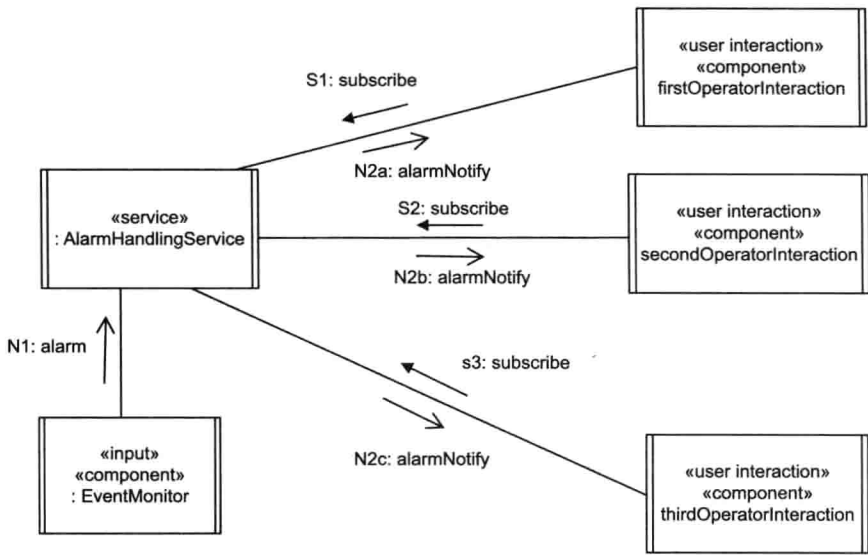 «user interaction»
«component»
firstOperatorInteraction
S1: subscribe
N2a: alarmNotify
«service»
: AlarmHandlingService
S2: subscribe
N2b: alarmNotify
«user interaction»
«component»
secondOperatorInteraction
N1: alarm
s3: subscribe
N2c: alarmNotify
«input»
«component»
: EventMonitor
«user interaction»
«component»
thirdOperatorInteraction